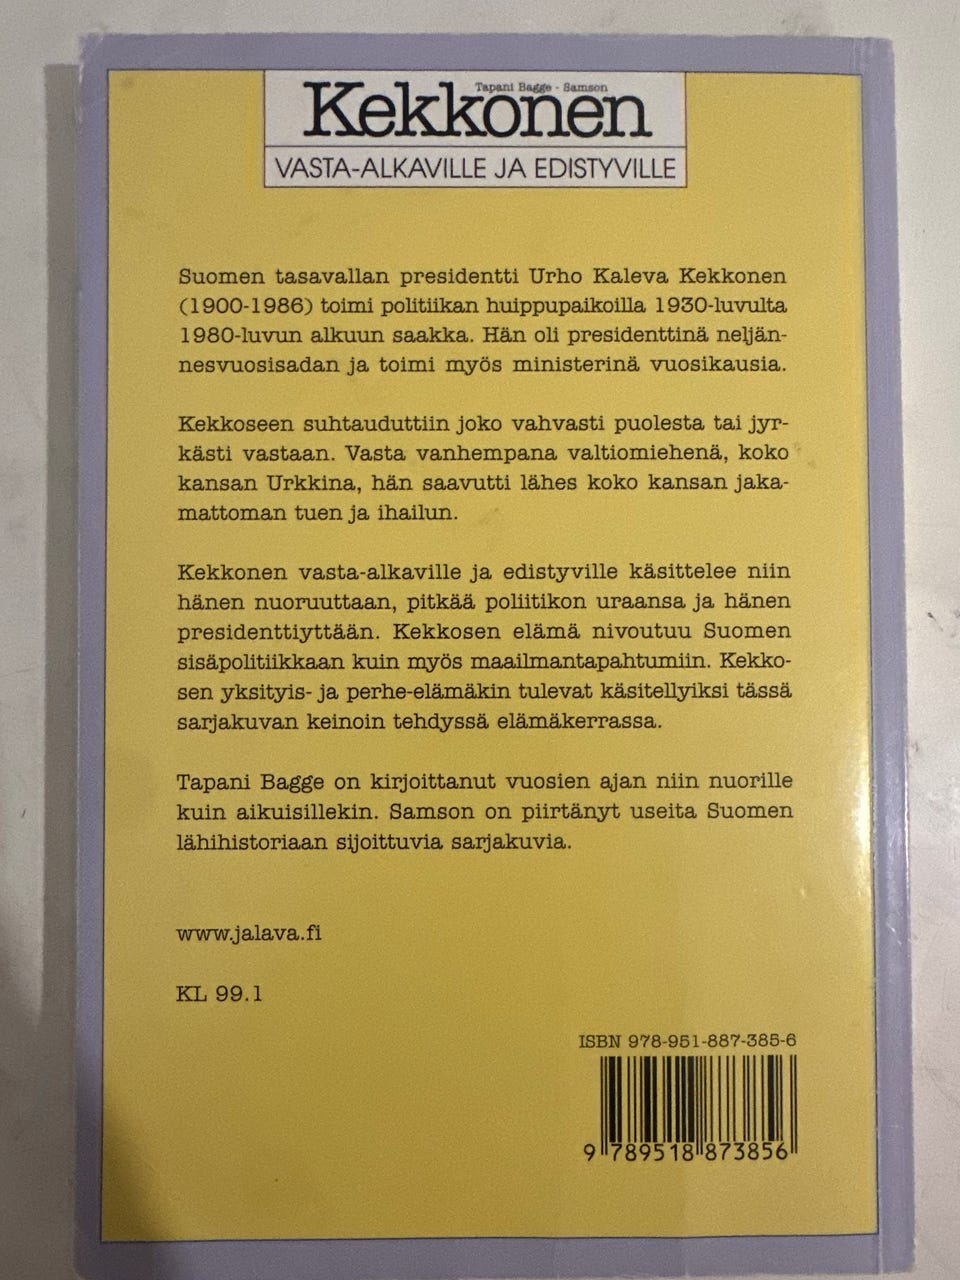 Tapani Bagge - Samson
Kekkonen
VASTA-ALKAVILLE JA EDISTYVILLE
Suomen tasavallan presidentti Urho Kaleva Kekkonen
(1900-1986) toimi politiikan huippupaikoilla 1930-luvulta
1980-luvun alkuun saakka. Hän oli presidenttinä neljän-
nesvuosisadan ja toimi myös ministerinä vuosikausia.
Kekkoseen suhtauduttiin joko vahvasti puolesta tai jyr-
kästi vastaan. Vasta vanhempana valtiomiehenä, koko
kansan Urkkina, hän saavutti lähes koko kansan jaka-
mattoman tuen ja ihailun.
Kekkonen vasta-alkaville ja edistyville käsittelee niin
hänen nuoruuttaan, pitkää poliitikon uraansa ja hänen
presidenttiyttään. Kekkosen elämä nivoutuu Suomen
sisäpolitiikkaan kuin myös maailmantapahtumiin. Kekko-
sen yksityis- ja perhe-elämäkin tulevat käsitellyiksi tässä
sarjakuvan keinoin tehdyssä elämäkerrassa.
Tapani Bagge on kirjoittanut vuosien ajan niin nuorille
kuin aikuisillekin. Samson on piirtänyt useita Suomen
lähihistoriaan sijoittuvia sarjakuvia.
www.jalava.fi
KL 99.1
ISBN 978-951-887-385-6
9 789518 873856